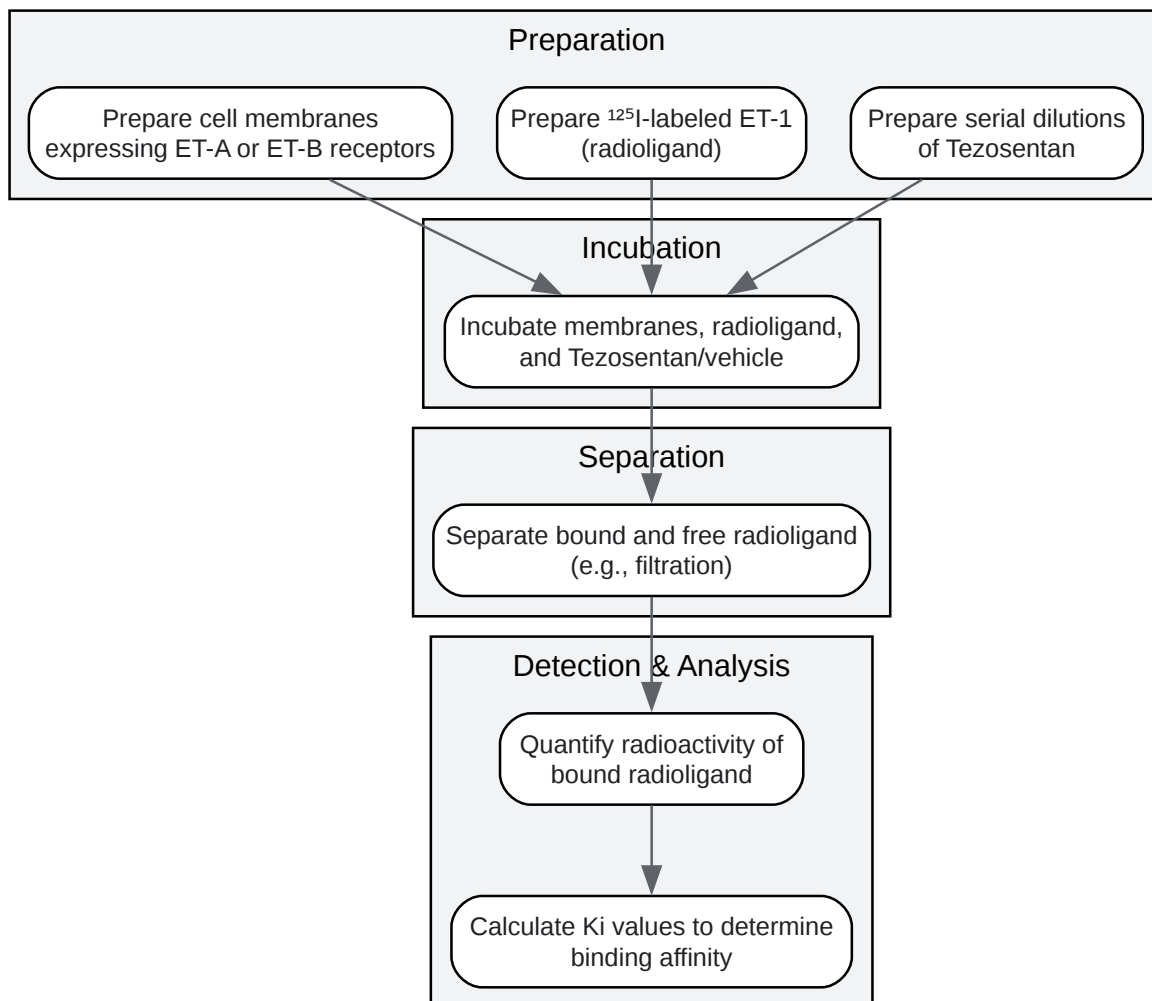 Preparation
Prepare cell membranes
expressing ET-A or ET-B receptors
Prepare ¹²⁵I-labeled ET-1
(radioligand)
Prepare serial dilutions
of Tezosentan
Incubation
Incubate membranes, radioligand,
and Tezosentan/vehicle
Separation
Separate bound and free radioligand
(e.g., filtration)
Detection & Analysis
Quantify radioactivity of
bound radioligand
Calculate Ki values to determine
binding affinity